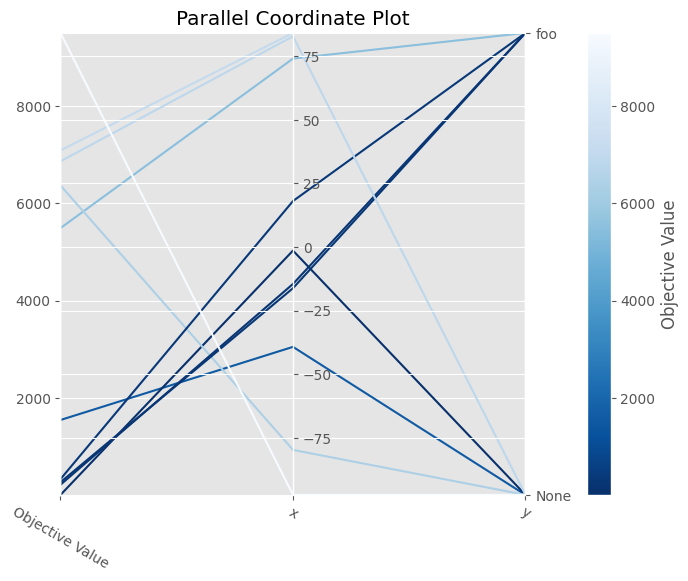 Parallel Coordinate Plot
8000
6000
4000
2000
Objective Value
75
50
25
0
−25
−50
−75
x
foo
None
y
8000
6000
4000
2000
Objective Value